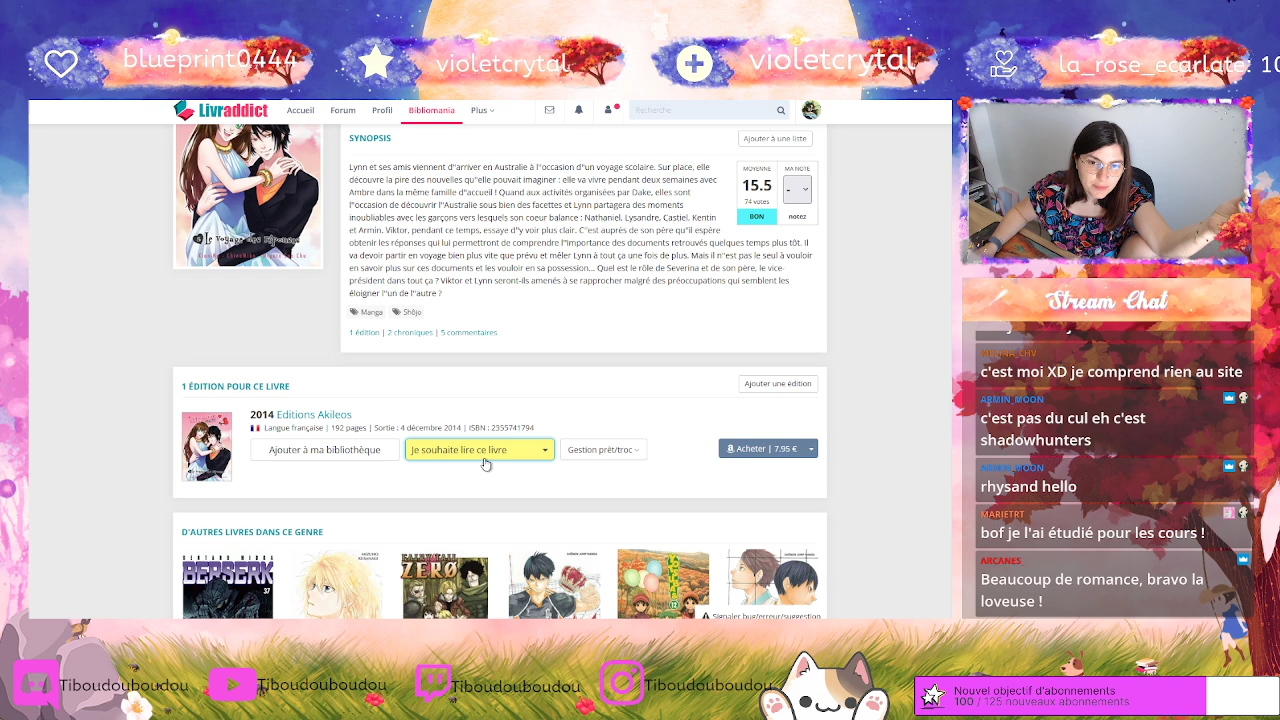 blueprint0444
violetcrytal
violetcrytal
la_rose_ecarlate: 10
Livraddict
Accueil
Forum
Profil
Bibliomania
Plus
Recherche
SYNOPSIS
Ajouter à une liste
Lynn et ses amis viennent d"arriver en Australie à l"occasion d"un voyage scolaire. Sur place, elle
découvre la pire des nouvelles qu"elle pouvait imaginer : elle va vivre pendant deux semaines avec
Ambre dans la même famille d"accueil ! Quand aux activités organisées par Dake, elles sont
l"occasion de découvrir l"Australie sous bien des facettes et Lynn partagera des moments
inoubliables avec les garçons vers lesquels son coeur balance : Nathaniel, Lysandre, Castiel, Kentin
et Armin. Viktor, pendant ce temps, essaye d"y voir plus clair. C"est auprès de son père qu"il espère
obtenir les réponses qui lui permettront de comprendre l"importance des documents retrouvés quelques temps plus tôt. Il
va devoir partir en voyage bien plus vite que prévu et mêler Lynn à tout ça une fois de plus. Mais il n"est pas le seul à vouloir
en savoir plus sur ces documents et les vouloir en sa possession... Quel est le rôle de Severina et de son père, le vice-
président dans tout ça ? Viktor et Lynn seront-ils amenés à se rapprocher malgré des préoccupations qui semblent les
éloigner l"un de l"autre ?
MOYENNE
15.5
74 votes
BON
MA NOTE
-
notez
Manga
Shôjo
1 édition | 2 chroniques | 5 commentaires
Le Voyage des Réponses
1 ÉDITION POUR CE LIVRE
Ajouter une édition
2014 Editions Akileos
Langue française | 192 pages | Sortie : 4 décembre 2014 | ISBN : 2355741794
Ajouter à ma bibliothèque
Je souhaite lire ce livre
Gestion prêt/troc
Acheter | 7.95 €
D'AUTRES LIVRES DANS CE GENRE
BERSERK
37
FAIRY TAIL
ZERO
12
Signaler bug/erreur/suggestion
Stream Chat
c'est moi XD je comprend rien au site
ARMIN_MOON
c'est pas du cul eh c'est
shadowhunters
ARMIN_MOON
rhysand hello
MARIETRT
bof je l'ai étudié pour les cours !
ARCANES_
Beaucoup de romance, bravo la
loveuse !
Tiboudouboudou
Tiboudouboudou
Tiboudouboudou
Tiboudouboudou
Nouvel objectif d'abonnements
100 / 125 nouveaux abonnements